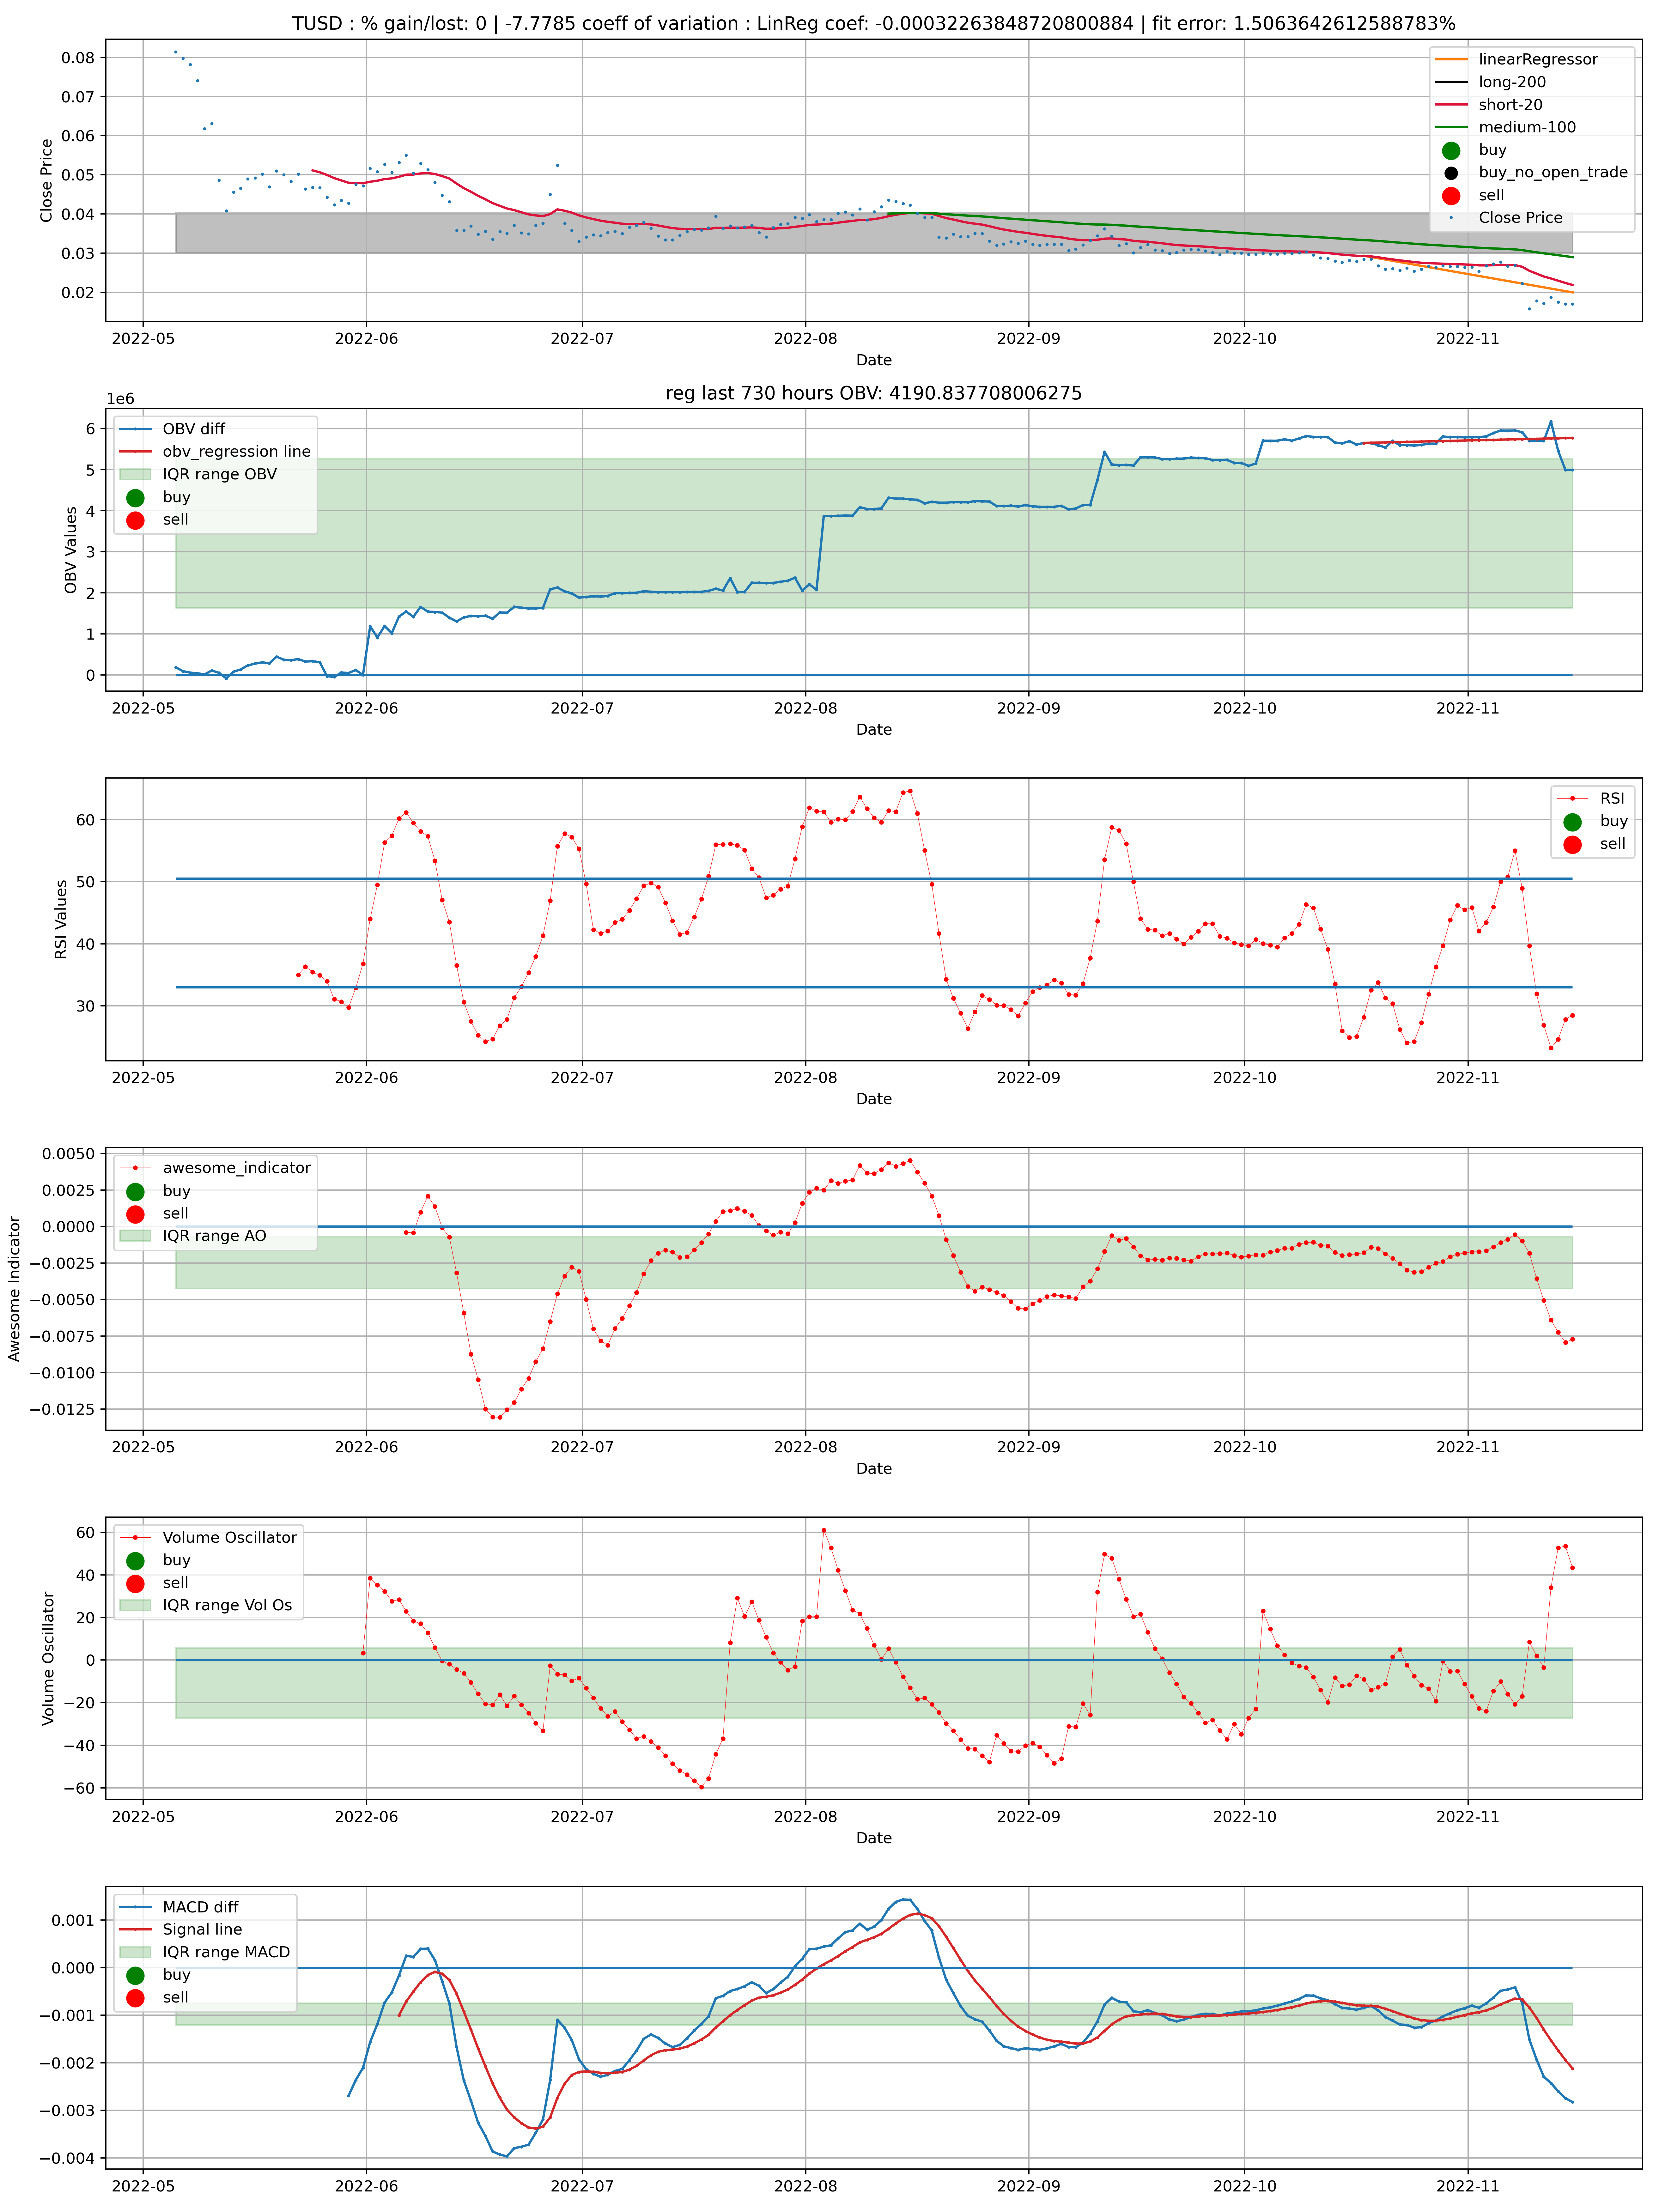 TUSD : % gain/lost: 0 | -7.7785 coeff of variation : LinReg coef: -0.00032263848720800884 | fit error: 1.5063642612588783%
Close Price
0.08
0.07
0.06
0.05
0.04
0.03
0.02
linearRegressor
long-200
short-20
medium-100
buy
buy_no_open_trade
sell
Close Price
2022-05 2022-06 2022-07 2022-08 2022-09 2022-10 2022-11
Date
reg last 730 hours OBV: 4190.837708006275
1e6
OBV Values
6
5
4
3
2
1
0
OBV diff
obv_regression line
IQR range OBV
buy
sell
2022-05 2022-06 2022-07 2022-08 2022-09 2022-10 2022-11
Date
RSI Values
60
50
40
30
RSI
buy
sell
2022-05 2022-06 2022-07 2022-08 2022-09 2022-10 2022-11
Date
Awesome Indicator
0.0050
0.0025
0.0000
−0.0025
−0.0050
−0.0075
−0.0100
−0.0125
awesome_indicator
buy
sell
IQR range AO
2022-05 2022-06 2022-07 2022-08 2022-09 2022-10 2022-11
Date
Volume Oscillator
60
40
20
0
−20
−40
−60
Volume Oscillator
buy
sell
IQR range Vol Os
2022-05 2022-06 2022-07 2022-08 2022-09 2022-10 2022-11
Date
0.001
0.000
−0.001
−0.002
−0.003
−0.004
MACD diff
Signal line
IQR range MACD
buy
sell
2022-05 2022-06 2022-07 2022-08 2022-09 2022-10 2022-11